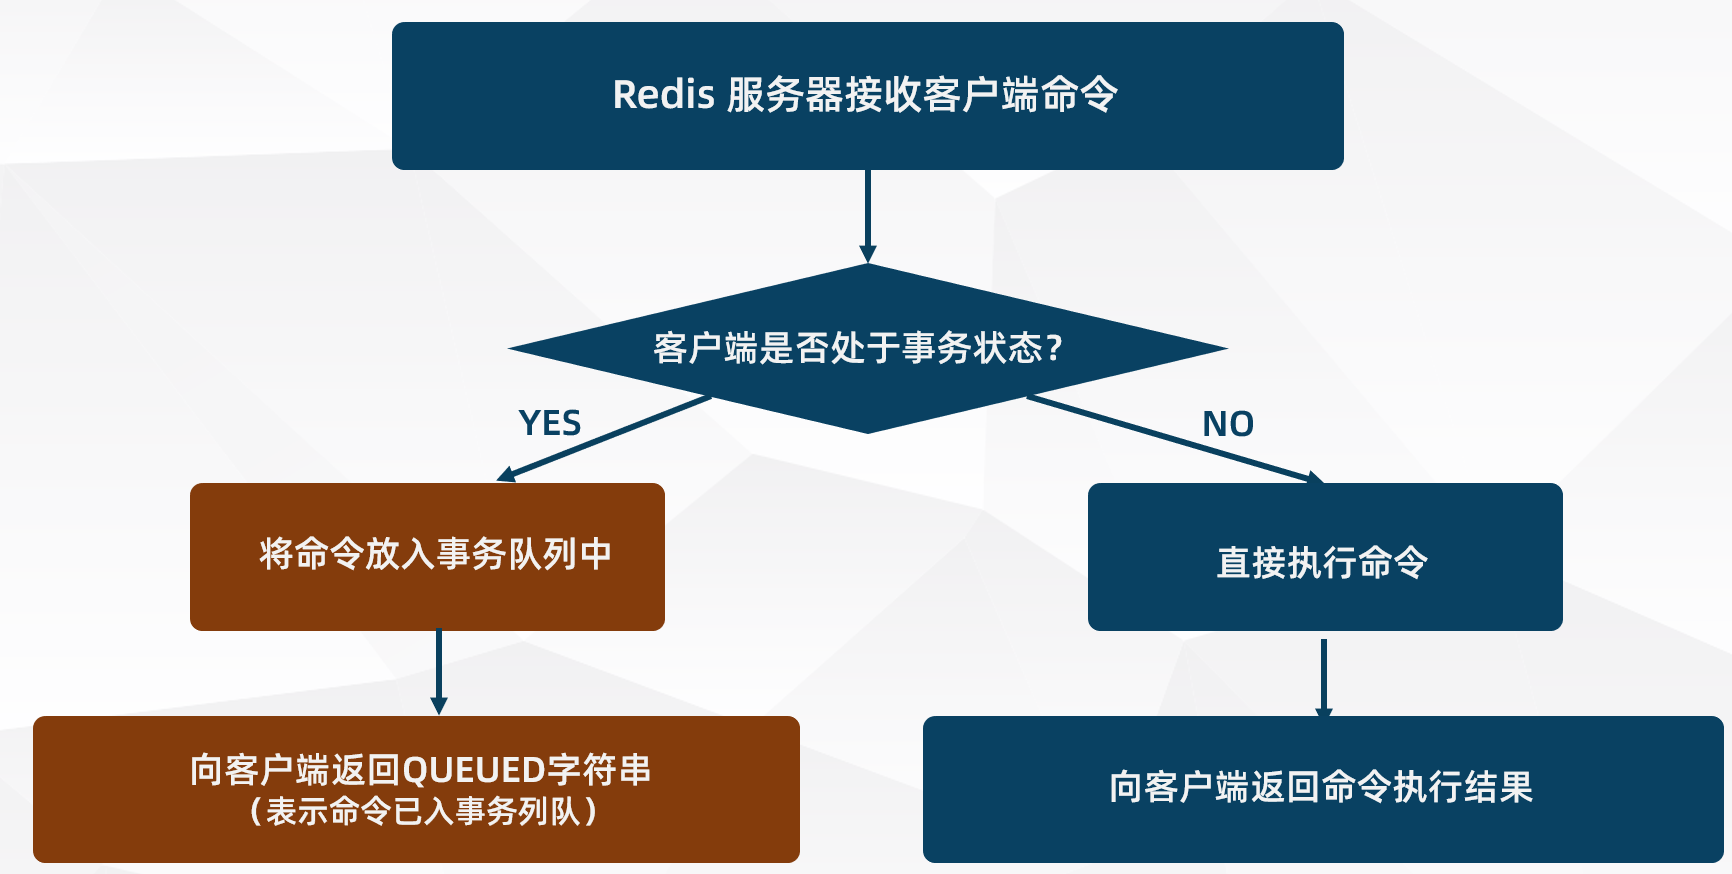 Redis 服务器接收客户端命令
客户端是否处于事务状态？
YES
NO
将命令放入事务队列中
直接执行命令
向客户端返回QUEUED字符串
（表示命令已入事务列队）
向客户端返回命令执行结果